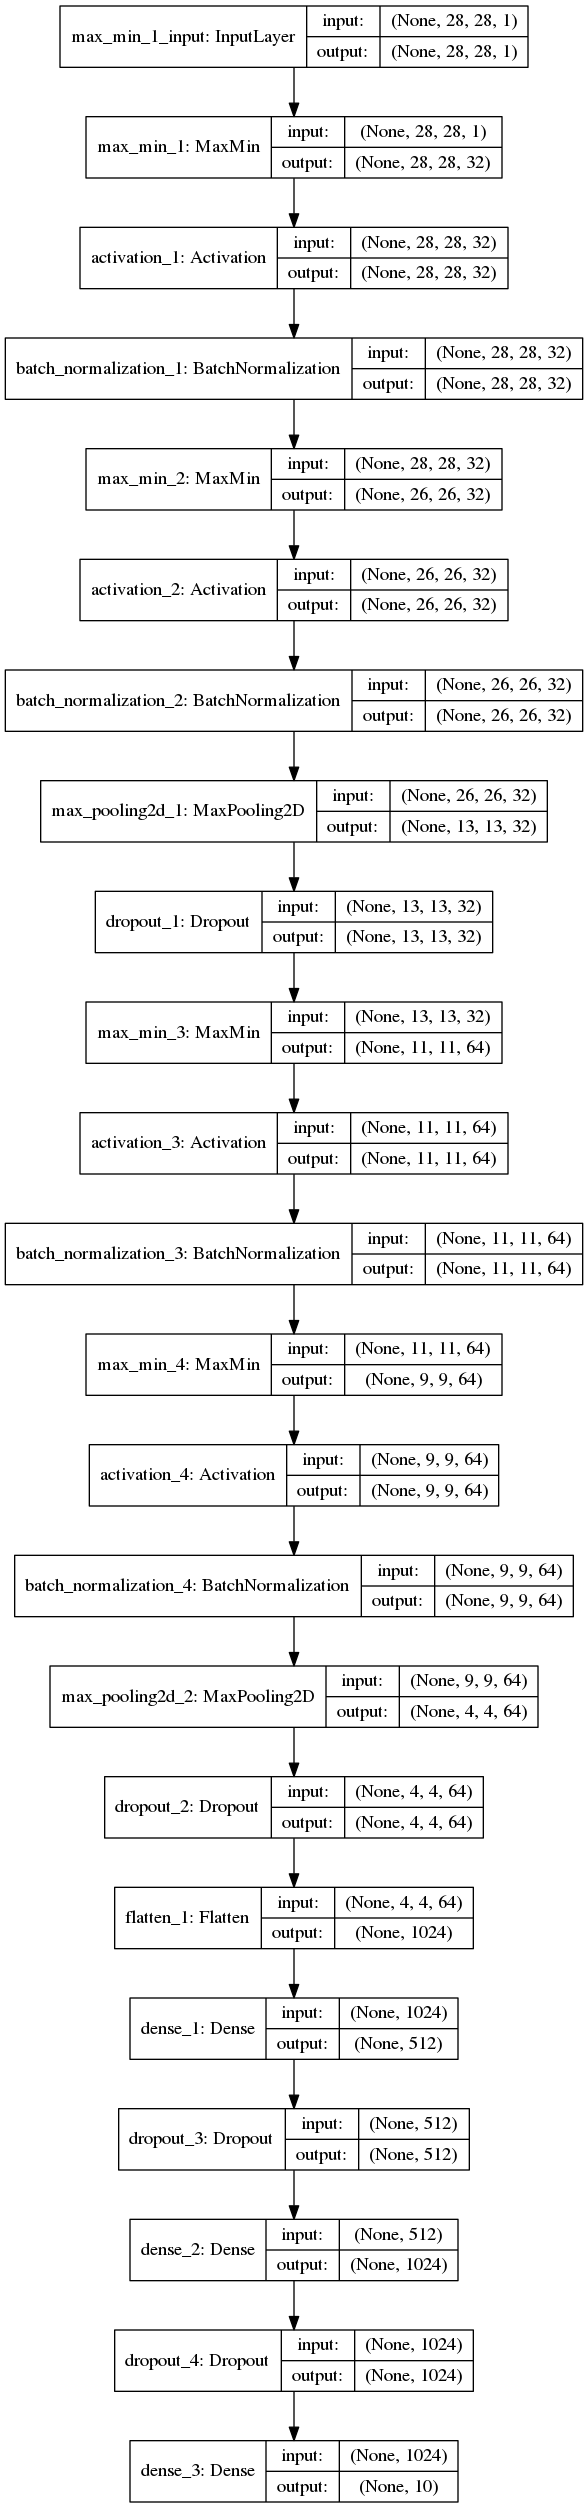 max_min_1_input: InputLayer
input: (None, 28, 28, 1)
output: (None, 28, 28, 1)
max_min_1: MaxMin
input: (None, 28, 28, 1)
output: (None, 28, 28, 32)
activation_1: Activation
input: (None, 28, 28, 32)
output: (None, 28, 28, 32)
batch_normalization_1: BatchNormalization
input: (None, 28, 28, 32)
output: (None, 28, 28, 32)
max_min_2: MaxMin
input: (None, 28, 28, 32)
output: (None, 26, 26, 32)
activation_2: Activation
input: (None, 26, 26, 32)
output: (None, 26, 26, 32)
batch_normalization_2: BatchNormalization
input: (None, 26, 26, 32)
output: (None, 26, 26, 32)
max_pooling2d_1: MaxPooling2D
input: (None, 26, 26, 32)
output: (None, 13, 13, 32)
dropout_1: Dropout
input: (None, 13, 13, 32)
output: (None, 13, 13, 32)
max_min_3: MaxMin
input: (None, 13, 13, 32)
output: (None, 11, 11, 64)
activation_3: Activation
input: (None, 11, 11, 64)
output: (None, 11, 11, 64)
batch_normalization_3: BatchNormalization
input: (None, 11, 11, 64)
output: (None, 11, 11, 64)
max_min_4: MaxMin
input: (None, 11, 11, 64)
output: (None, 9, 9, 64)
activation_4: Activation
input: (None, 9, 9, 64)
output: (None, 9, 9, 64)
batch_normalization_4: BatchNormalization
input: (None, 9, 9, 64)
output: (None, 9, 9, 64)
max_pooling2d_2: MaxPooling2D
input: (None, 9, 9, 64)
output: (None, 4, 4, 64)
dropout_2: Dropout
input: (None, 4, 4, 64)
output: (None, 4, 4, 64)
flatten_1: Flatten
input: (None, 4, 4, 64)
output: (None, 1024)
dense_1: Dense
input: (None, 1024)
output: (None, 512)
dropout_3: Dropout
input: (None, 512)
output: (None, 512)
dense_2: Dense
input: (None, 512)
output: (None, 1024)
dropout_4: Dropout
input: (None, 1024)
output: (None, 1024)
dense_3: Dense
input: (None, 1024)
output: (None, 10)